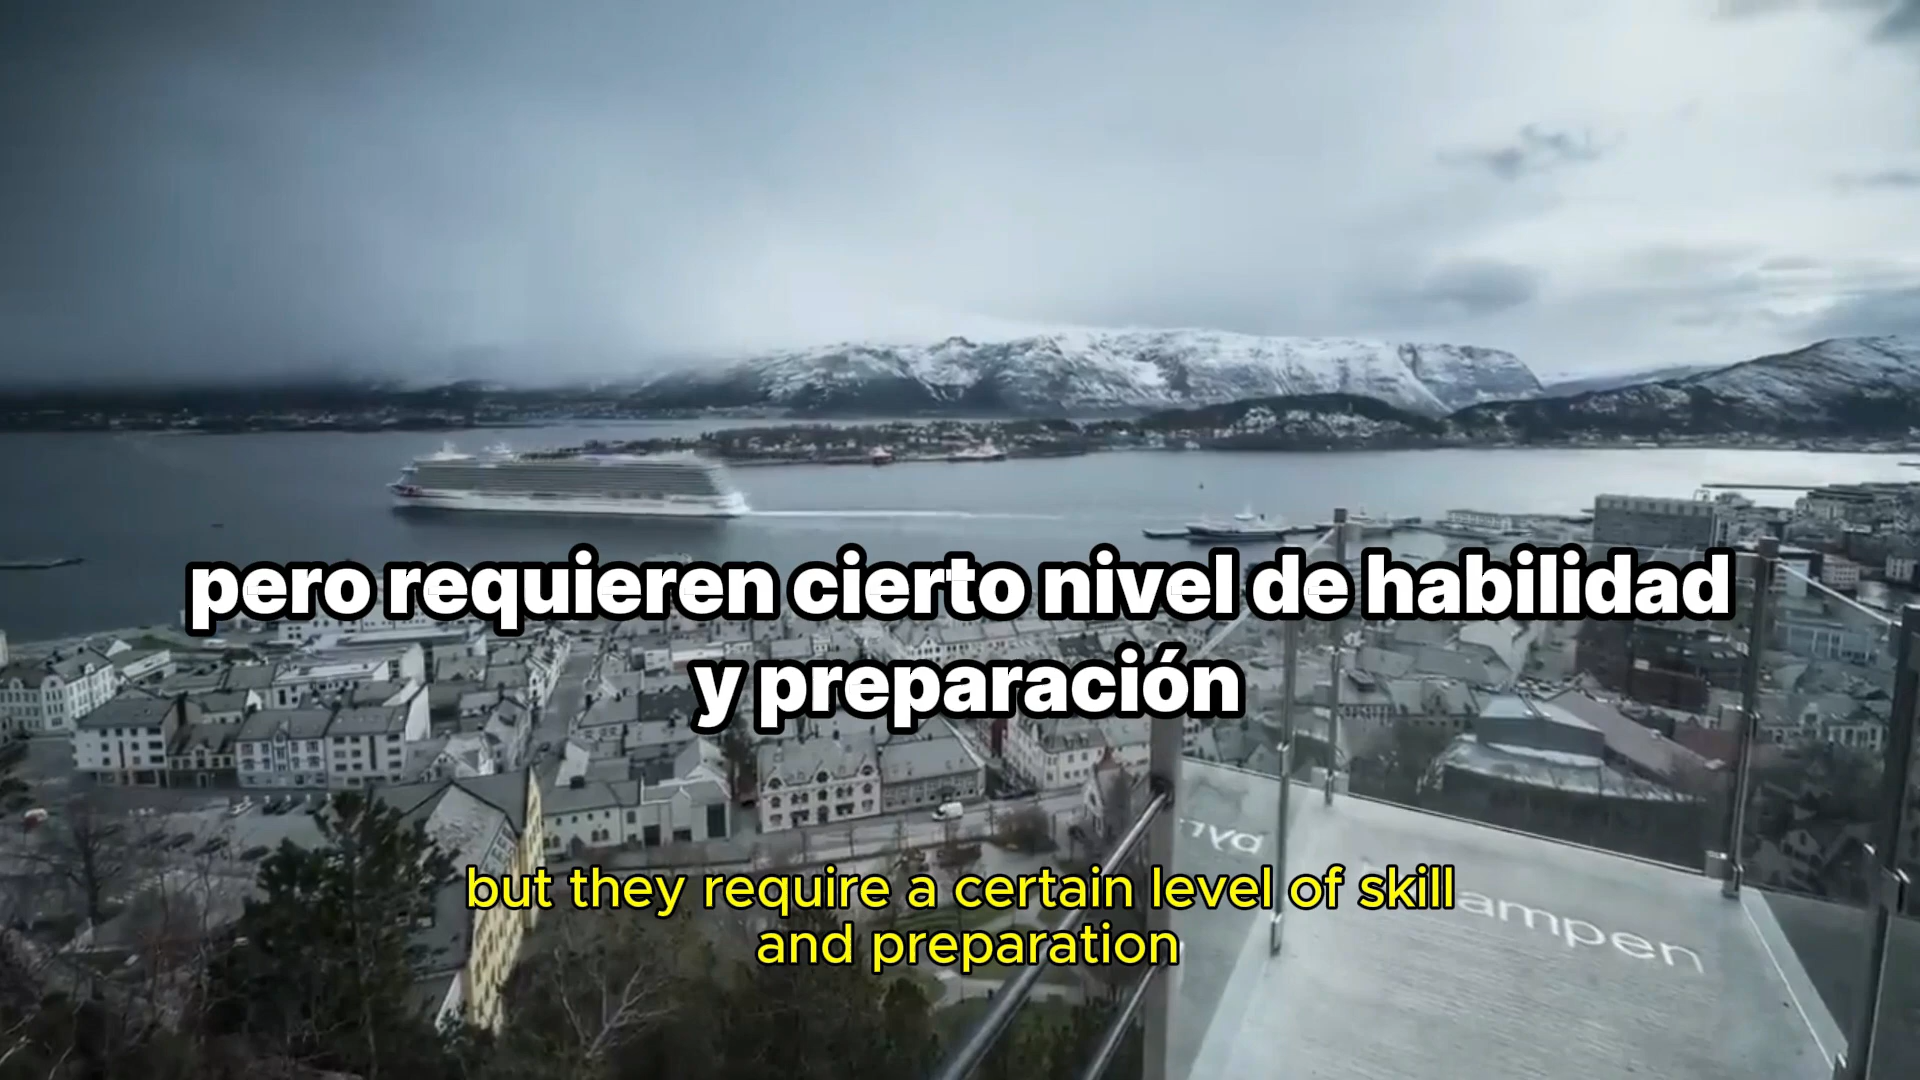 pero requieren cierto nivel de habilidad
y preparación
but they require a certain level of skill
and preparation
ampen